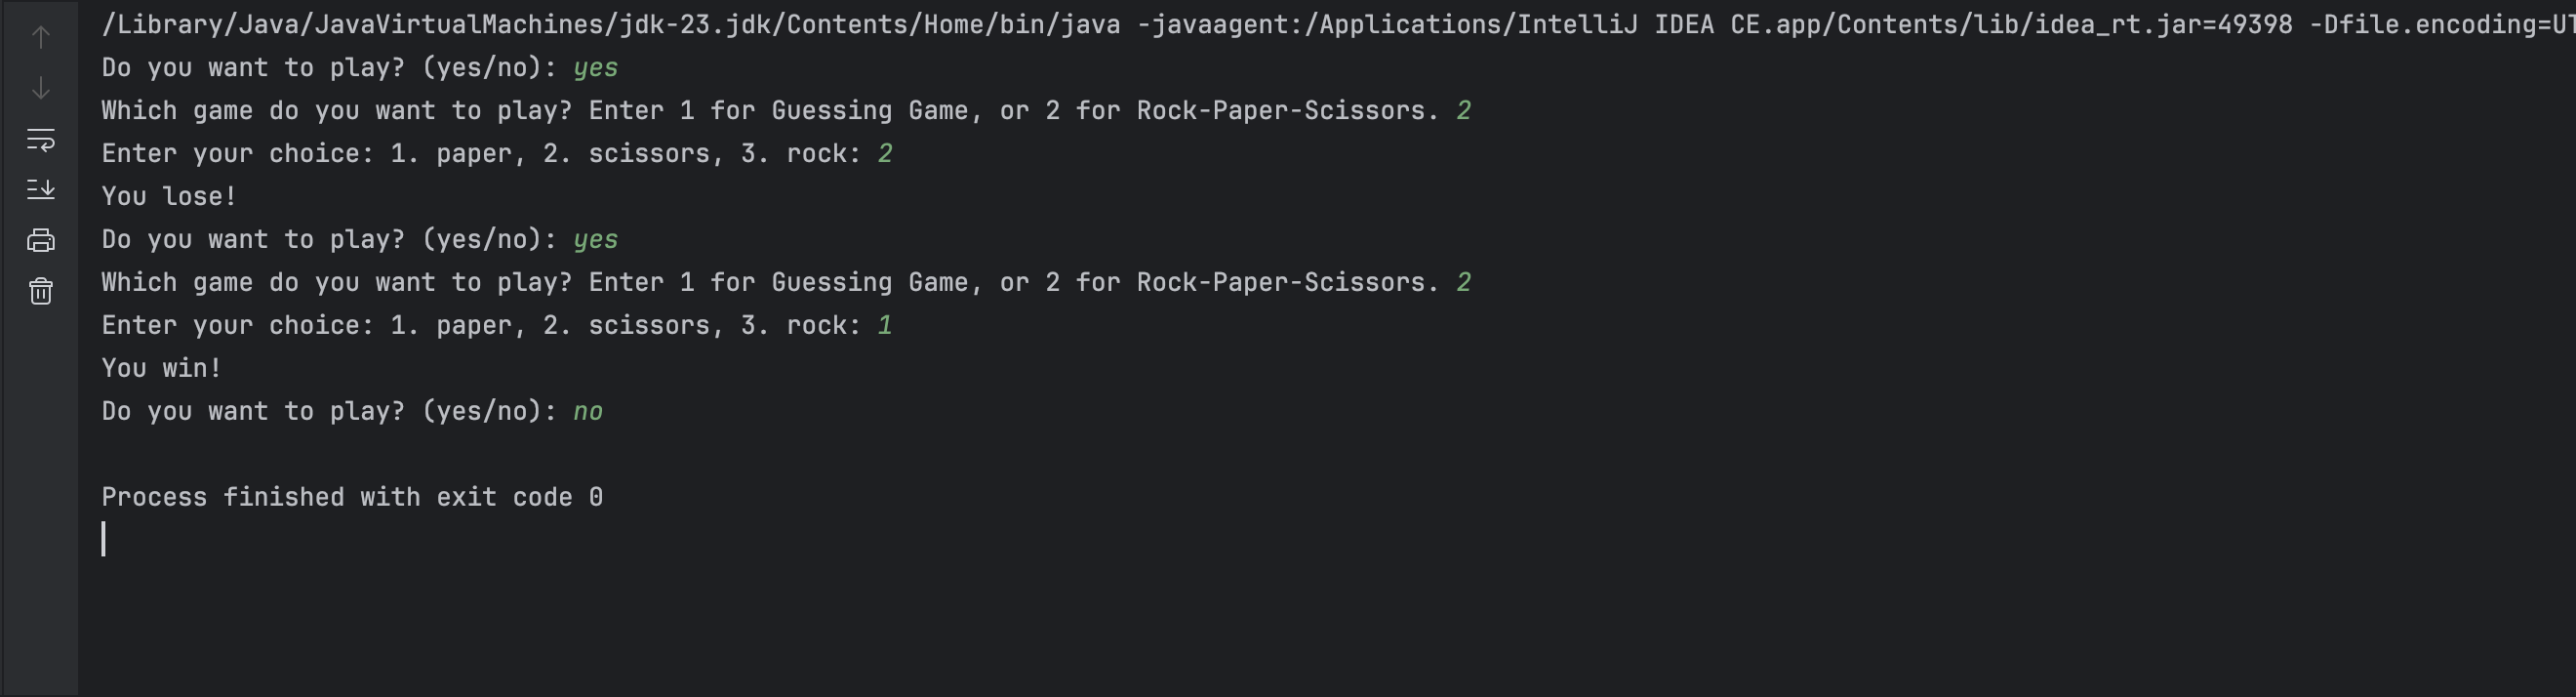 /Library/Java/JavaVirtualMachines/jdk-23.jdk/Contents/Home/bin/java -javaagent:/Applications/IntelliJ IDEA CE.app/Contents/lib/idea_rt.jar=49398 -Dfile.encoding=UT
Do you want to play? (yes/no): yes
Which game do you want to play? Enter 1 for Guessing Game, or 2 for Rock-Paper-Scissors. 2
Enter your choice: 1. paper, 2. scissors, 3. rock: 2
You lose!
Do you want to play? (yes/no): yes
Which game do you want to play? Enter 1 for Guessing Game, or 2 for Rock-Paper-Scissors. 2
Enter your choice: 1. paper, 2. scissors, 3. rock: 1
You win!
Do you want to play? (yes/no): no
Process finished with exit code 0